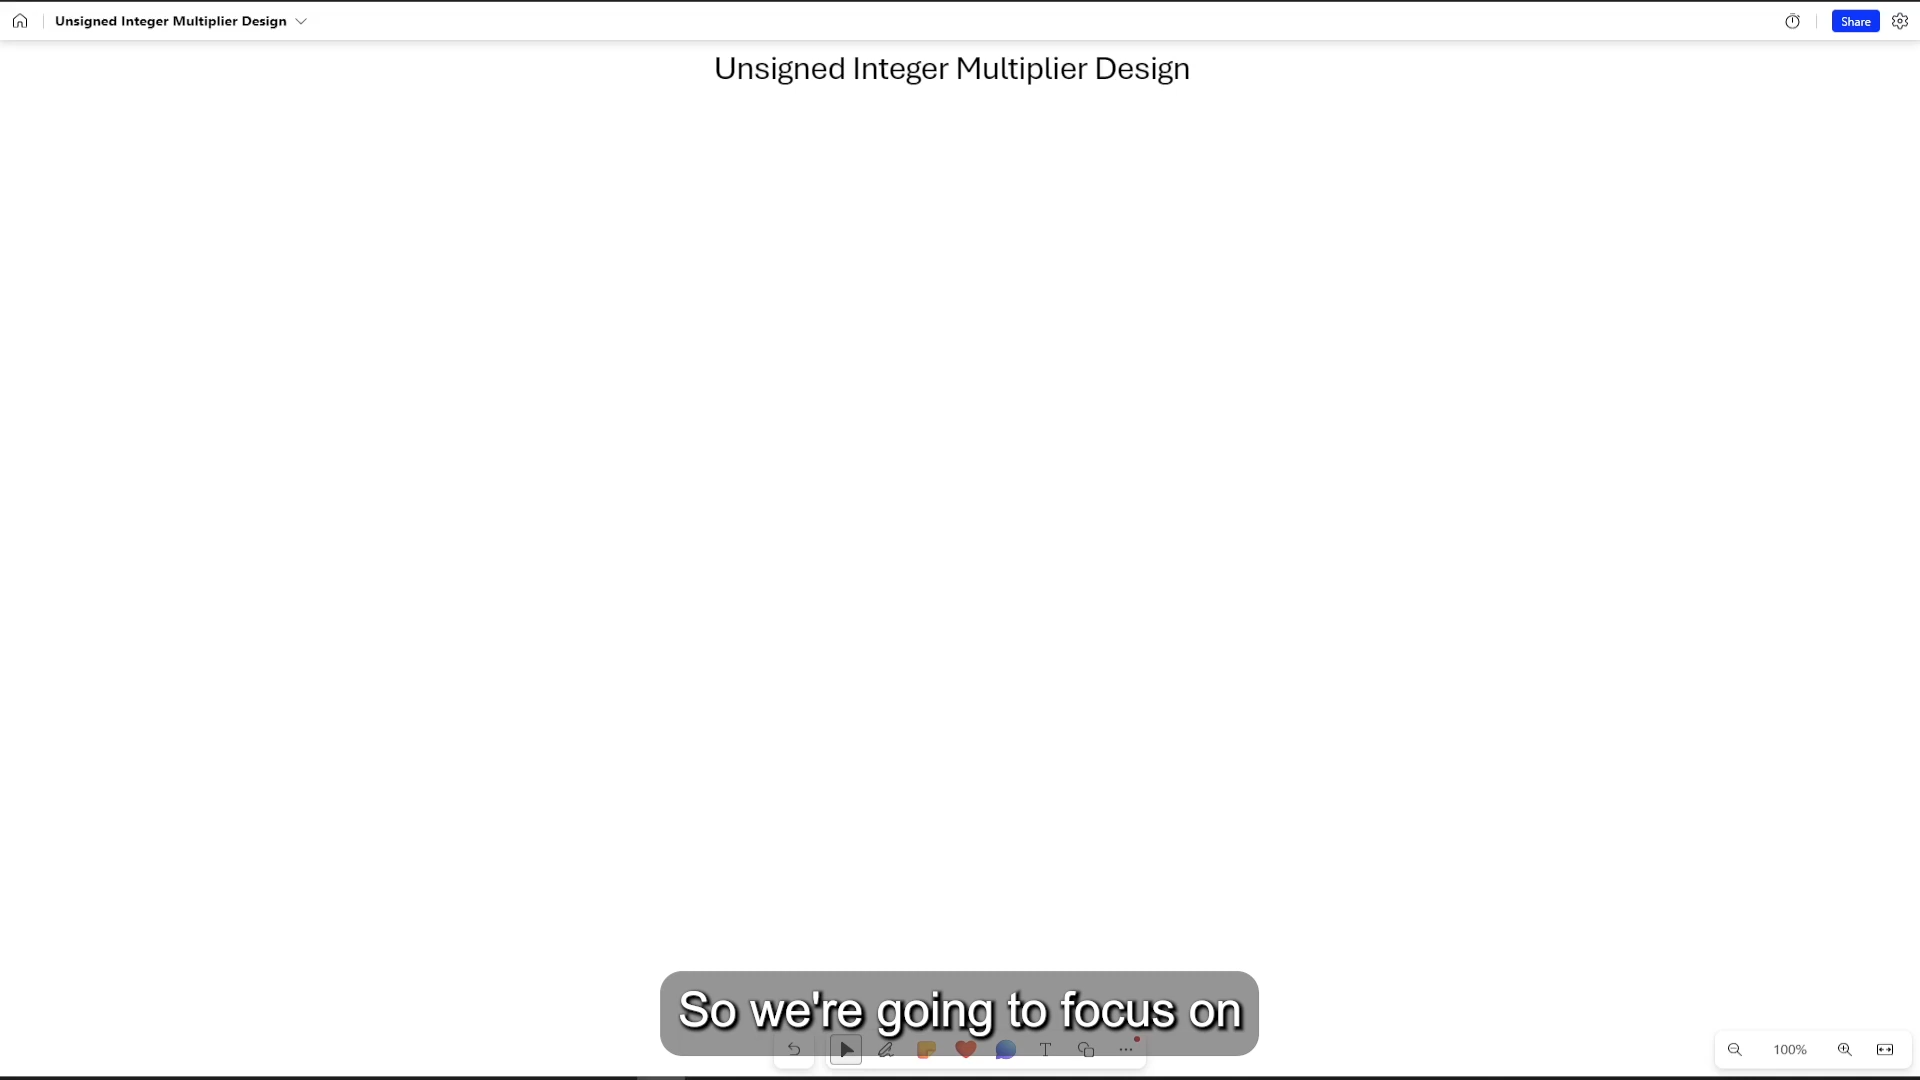 Unsigned Integer Multiplier Design
Share
Unsigned Integer Multiplier Design
So we're going to focus on
100%